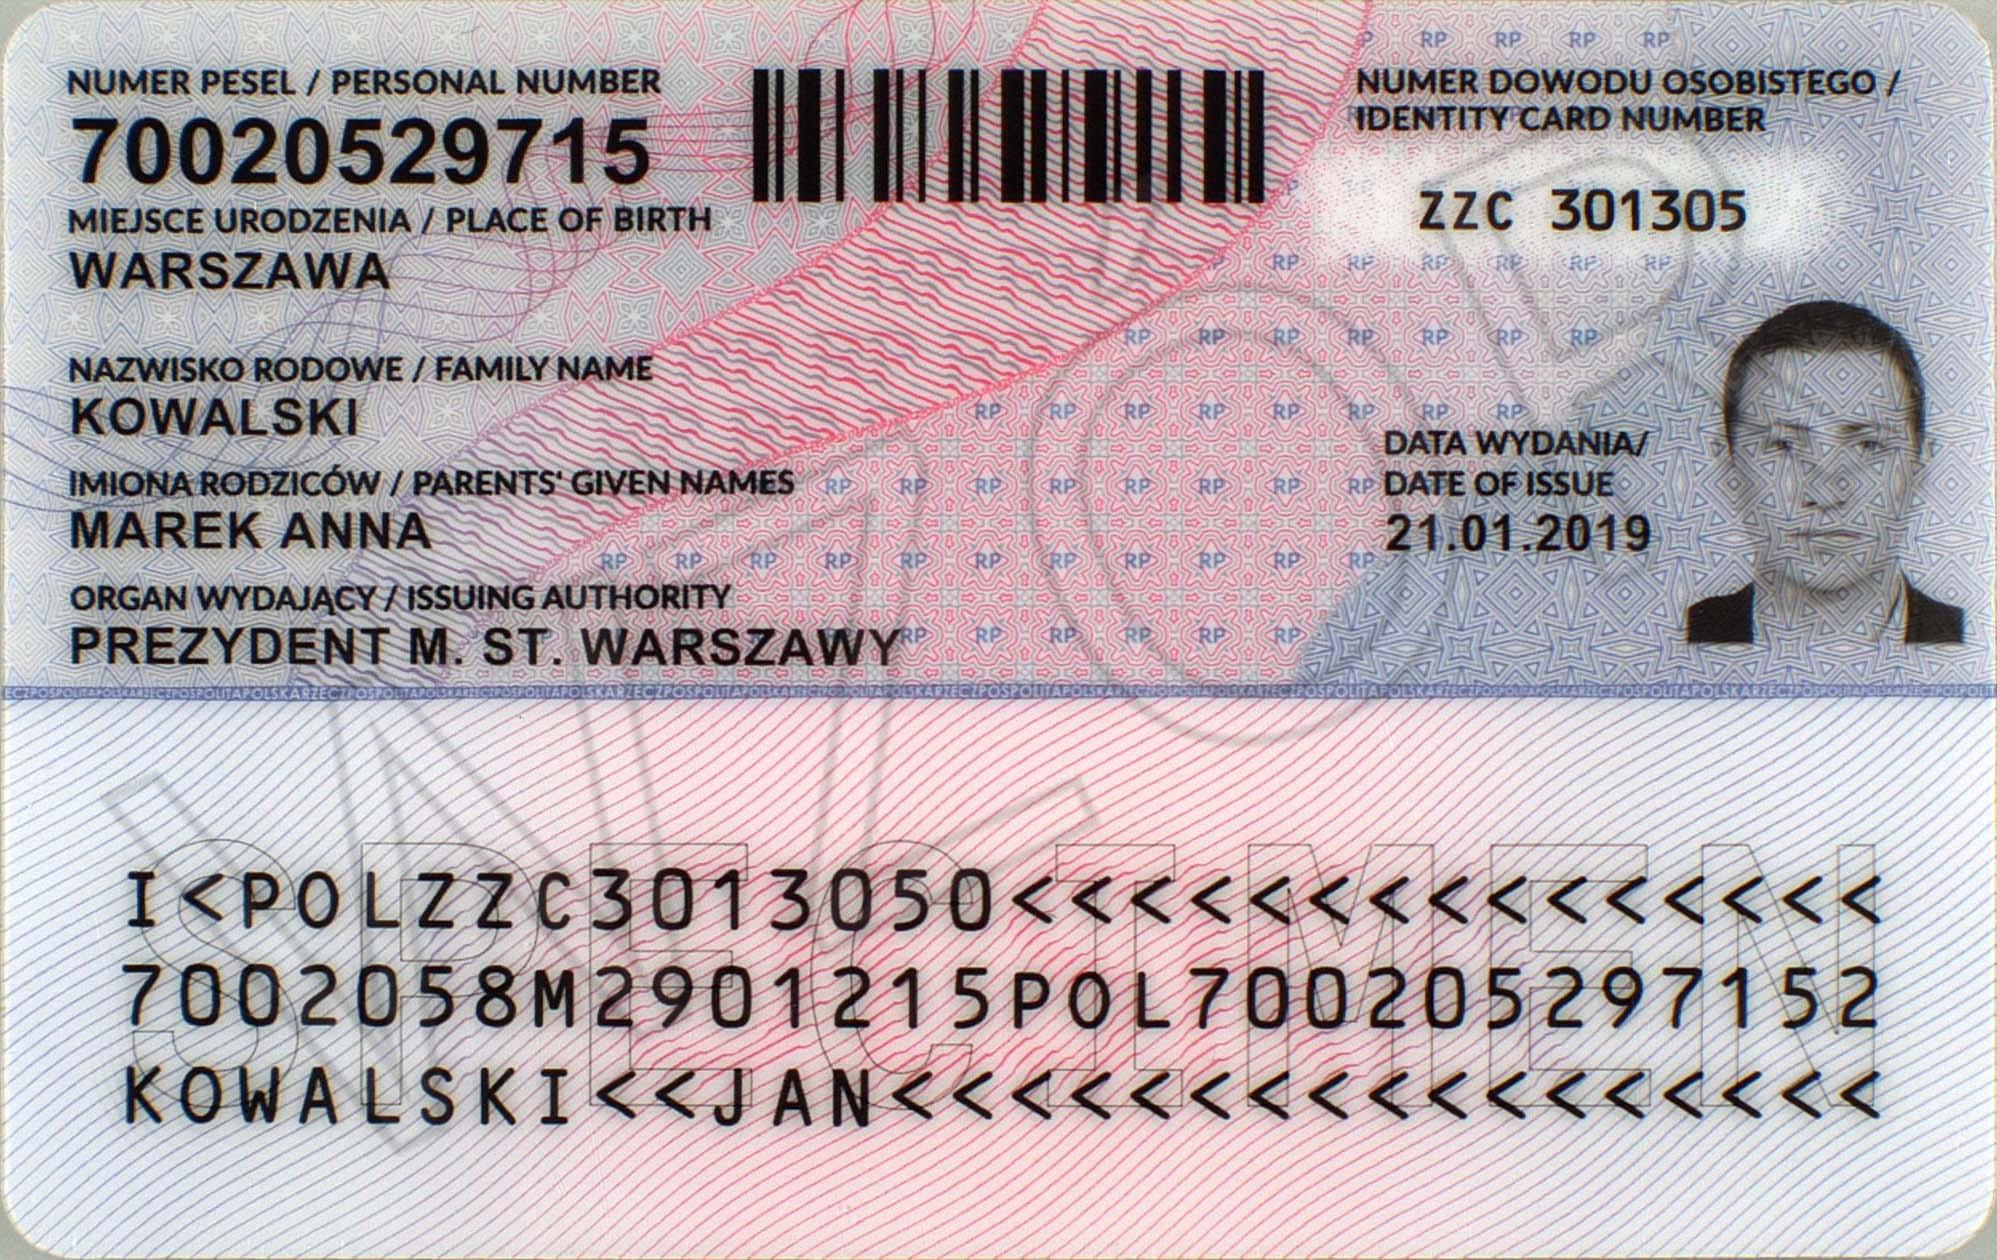 NUMER PESEL / PERSONAL NUMBER
70020529715
MIEJSCE URODZENIA / PLACE OF BIRTH
WARSZAWA
NAZWISKO RODOWE / FAMILY NAME
KOWALSKI
IMIONA RODZICÓW / PARENTS' GIVEN NAMES
MAREK ANNA
ORGAN WYDAJĄCY / ISSUING AUTHORITY
PREZYDENT M. ST. WARSZAWY
NUMER DOWODU OSOBISTEGO /
IDENTITY CARD NUMBER
ZZC 301305
DATA WYDANIA/
DATE OF ISSUE
21.01.2019
WZÓR
SPECIMEN
I<POLZZC3013050<<<<<<<<<<<<<<<
7002058M2901215POL700205297152
KOWALSKI<<JAN<<<<<<<<<<<<<<<<<